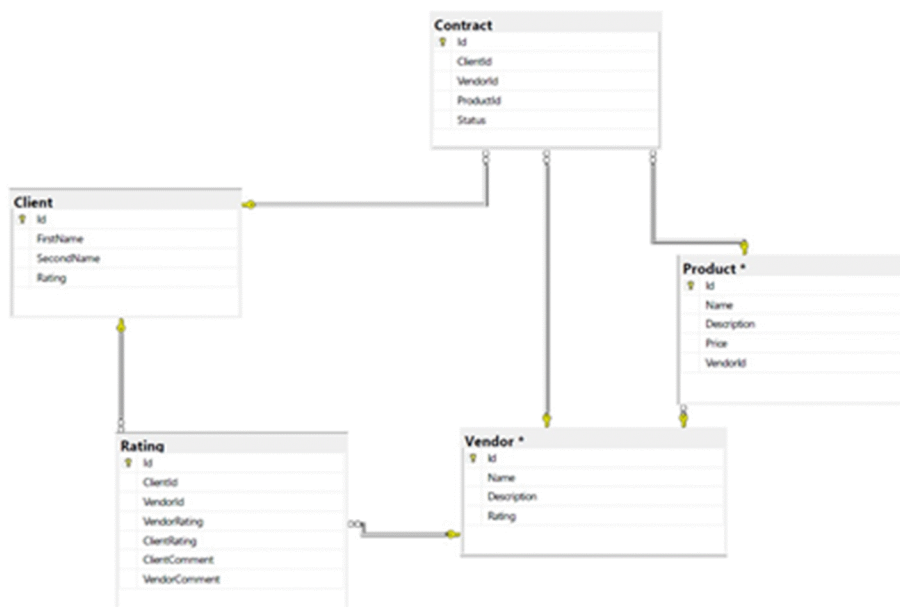 Contract
Id
ClientId
VendorId
ProductId
Status
Client
Id
FirstName
SecondName
Rating
Product *
Id
Name
Description
Price
VendorId
Rating
Id
ClientId
VendorId
VendorRating
ClientRating
ClientComment
VendorComment
Vendor *
Id
Name
Description
Rating